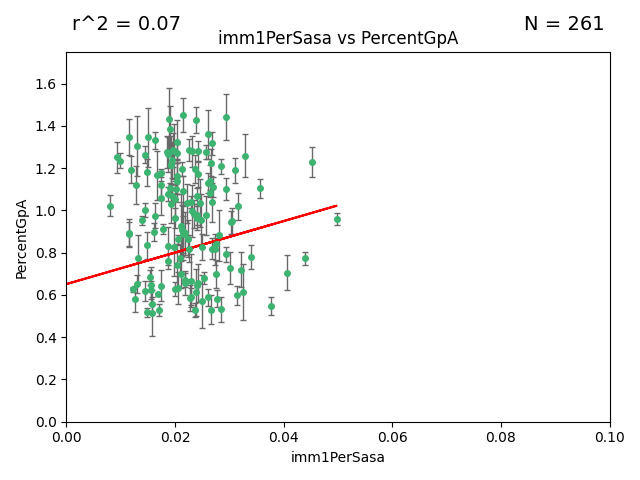 r^2 = 0.07
N = 261
imm1PerSasa vs PercentGpA
1.6
1.4
1.2
1.0
0.8
0.6
0.4
0.2
0.0
PercentGpA
0.00 0.02 0.04 0.06 0.08 0.10
imm1PerSasa